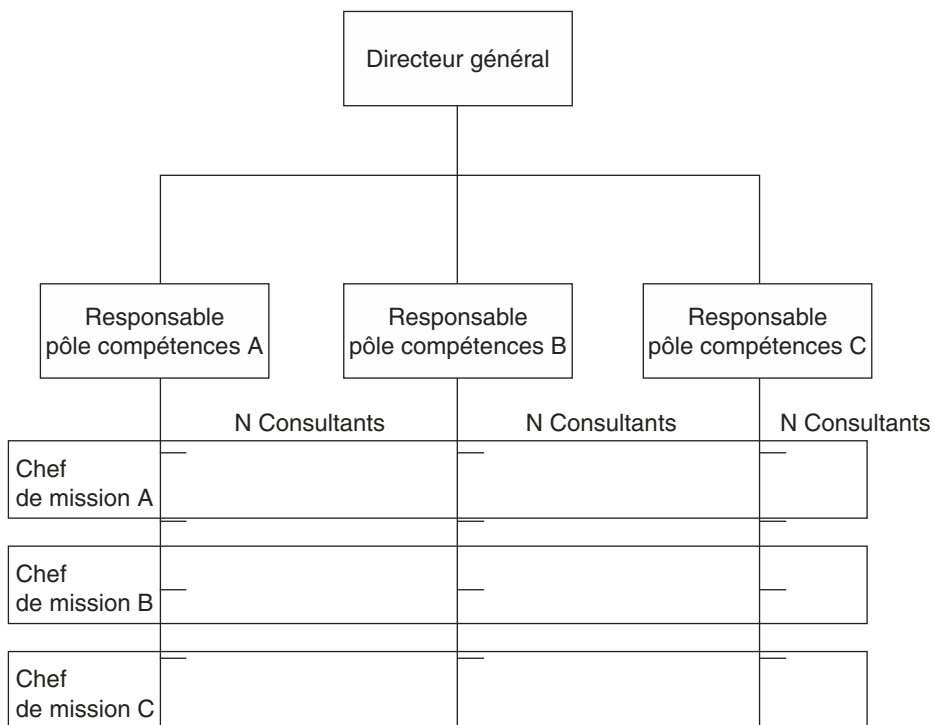 Directeur général
Responsable
pôle compétences A
Responsable
pôle compétences B
Responsable
pôle compétences C
N Consultants
N Consultants
N Consultants
Chef
de mission A
Chef
de mission B
Chef
de mission C